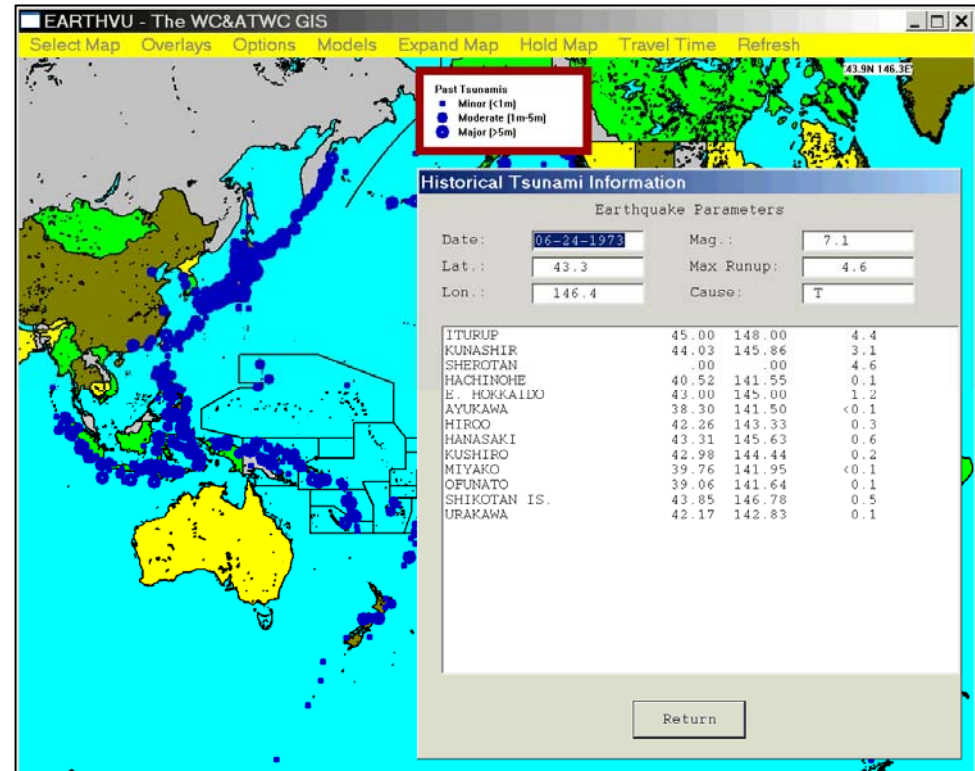 EARTHVU - The WC&ATWC GIS
Select Map Overlays Options Models Expand Map Hold Map Travel Time Refresh
43.9N 146.3E
Past Tsunamis
Minor (<1m)
Moderate (1m-5m)
Major (>5m)
Historical Tsunami Information
Earthquake Parameters
Date: 06-24-1973 Mag.: 7.1
Lat.: 43.3 Max Runup: 4.6
Lon.: 146.4 Cause: T
ITURUP 45.00 148.00 4.4
KUNASHIR 44.03 145.86 3.1
SHEROTAN .00 .00 4.6
HACHINOHE 40.52 141.55 0.1
E. HOKKAIDO 43.00 145.00 1.2
AYUKAWA 38.30 141.50 <0.1
HIROO 42.26 143.33 0.3
HANASAKI 43.31 145.63 0.6
KUSHIRO 42.98 144.44 0.2
MIYAKO 39.76 141.95 <0.1
OFUNATO 39.06 141.64 0.1
SHIKOTAN IS. 43.85 146.78 0.5
URAKAWA 42.17 142.83 0.1
Return